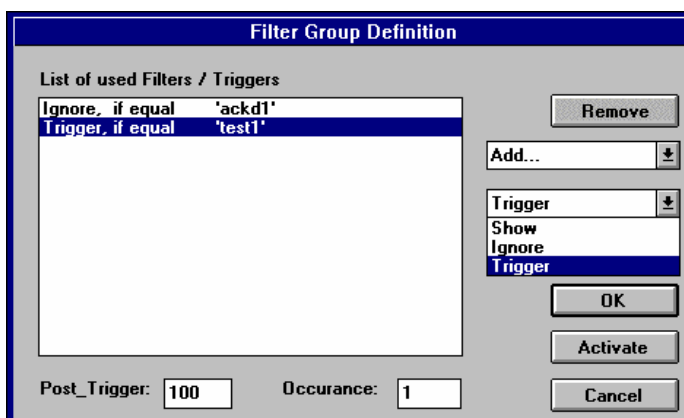 Filter Group Definition
List of used Filters / Triggers
Ignore, if equal 'ackd1'
Trigger, if equal 'test1'
Remove
Add...
Trigger
Show
Ignore
Trigger
OK
Activate
Post_Trigger: 100 Occurance: 1 Cancel